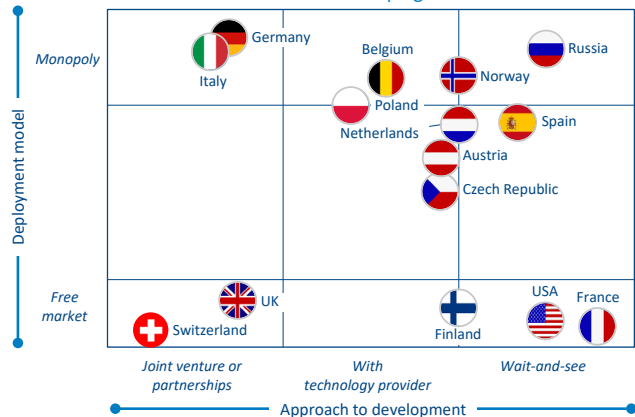 Germany
Belgium
Russia
Monopoly
Italy
Norway
Poland
Netherlands
Spain
Austria
Czech Republic
Deployment model
Free
market
UK
USA
France
Switzerland
Finland
Joint venture or
partnerships
With
technology provider
Wait-and-see
Approach to development